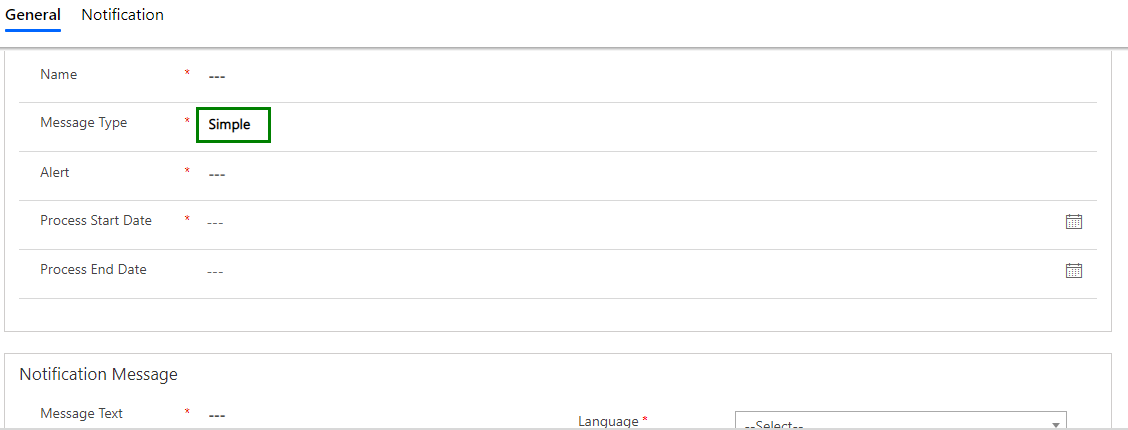 General Notification
Name * ---
Message Type * Simple
Alert * ---
Process Start Date * ---
Process End Date ---
Notification Message
Message Text * ---
Language * --Select--